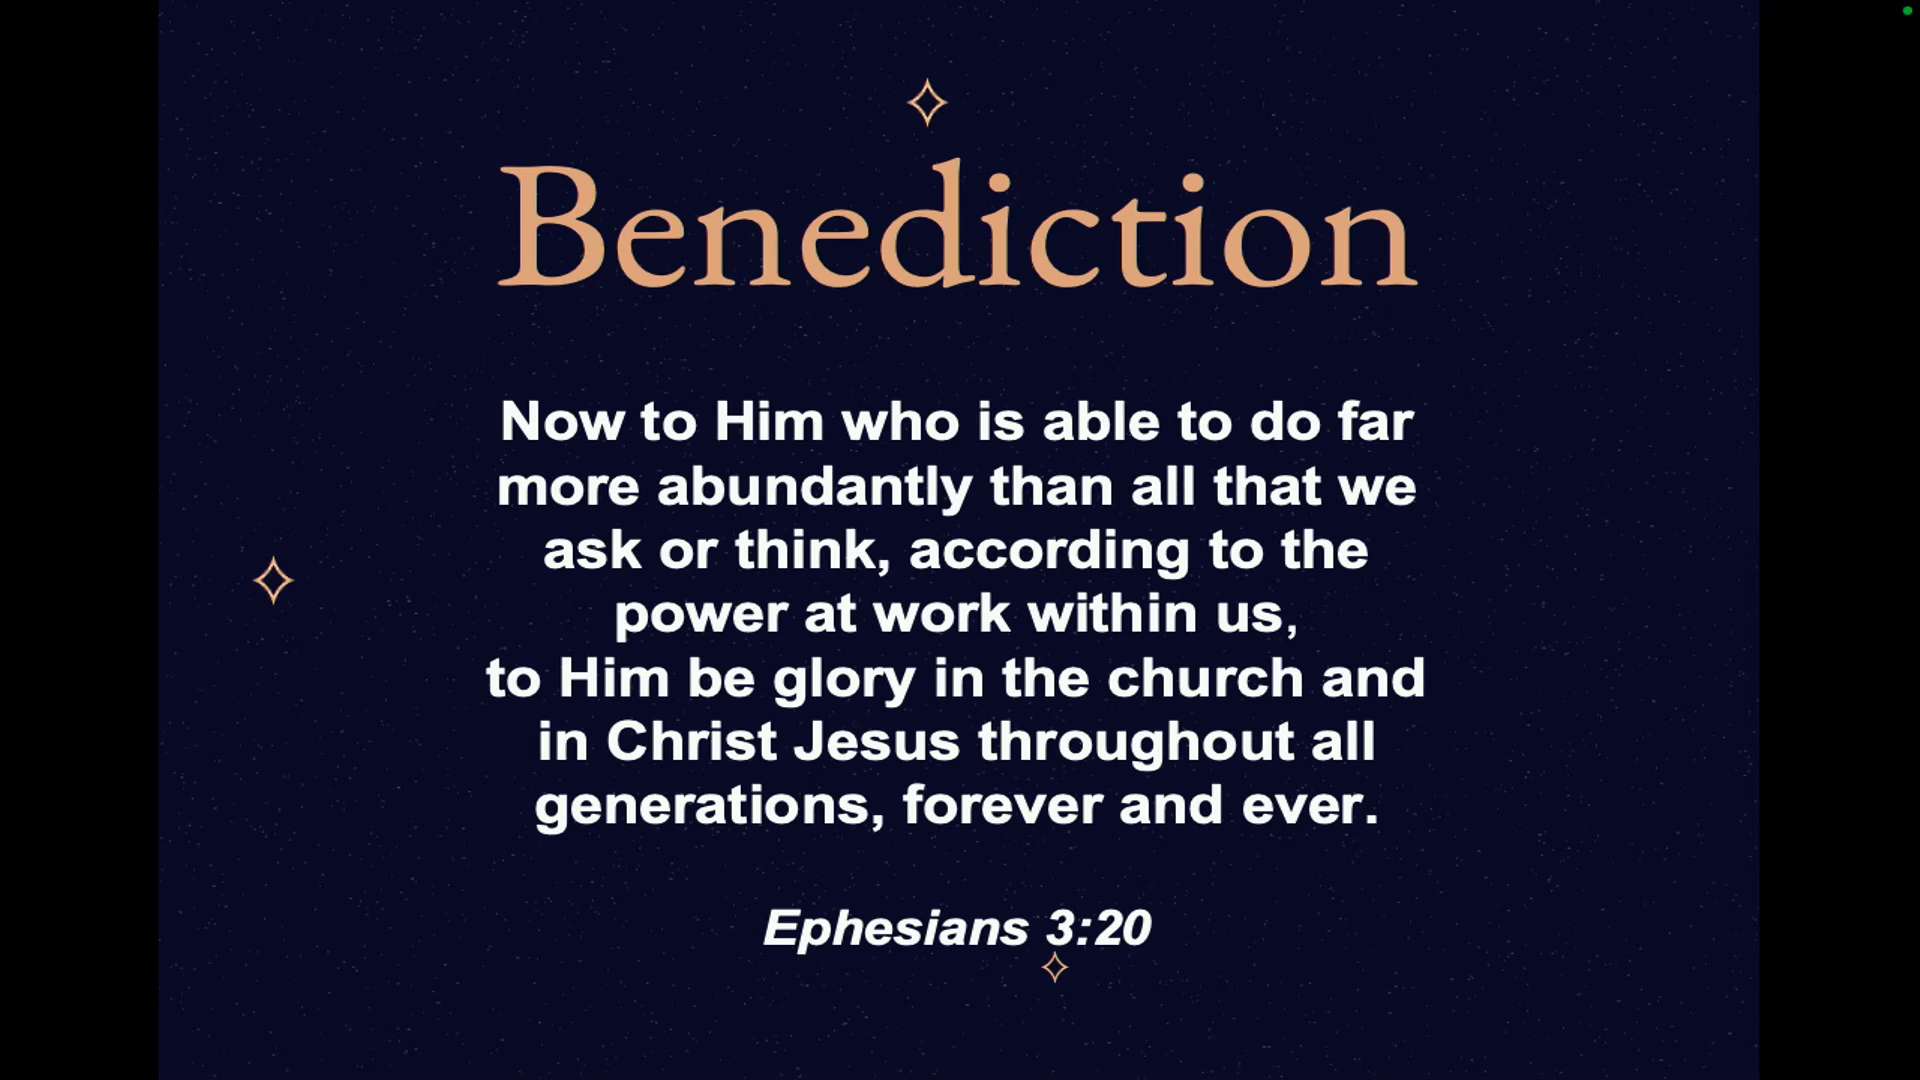 Benediction
Now to Him who is able to do far
more abundantly than all that we
ask or think, according to the
power at work within us,
to Him be glory in the church and
in Christ Jesus throughout all
generations, forever and ever.
Ephesians 3:20